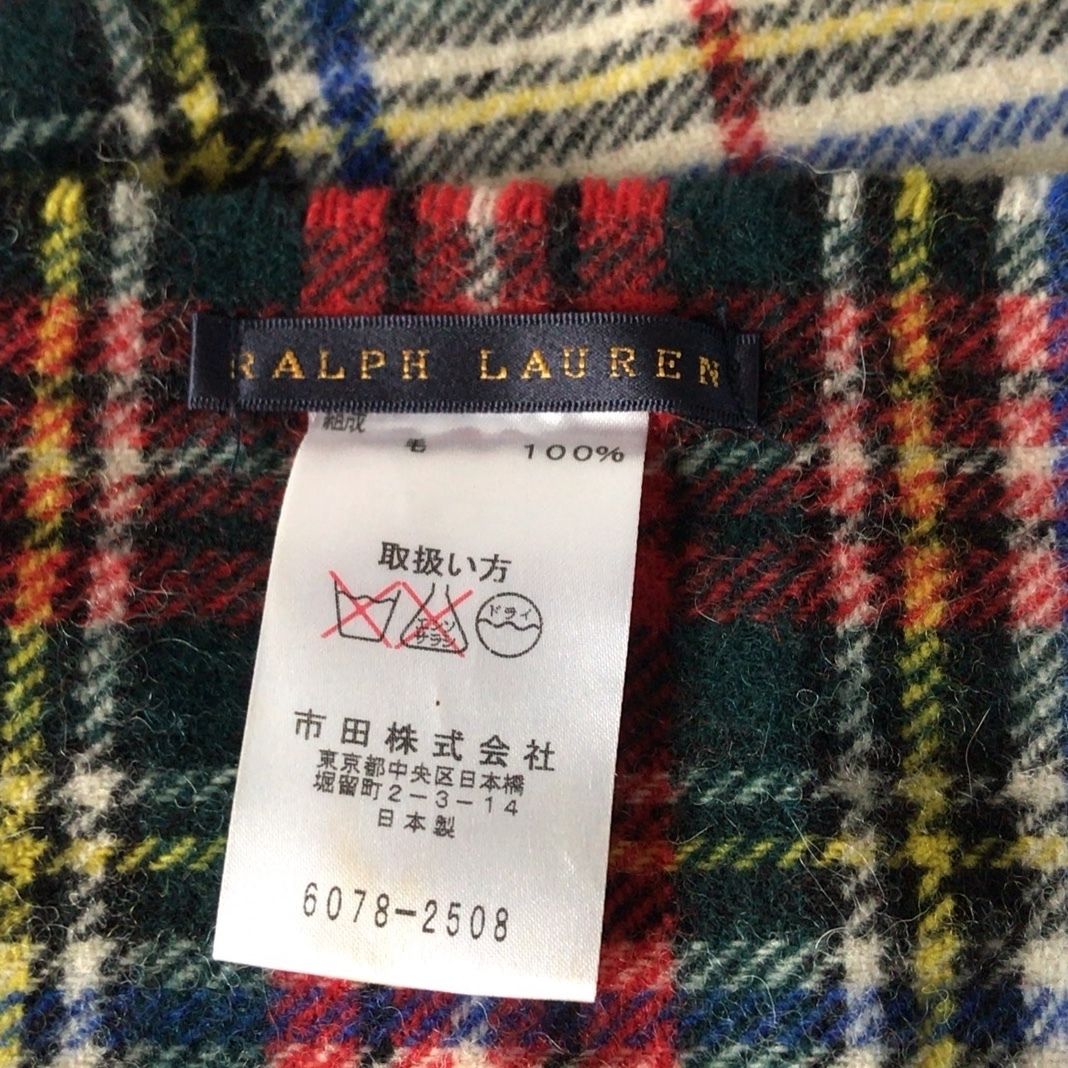 RALPH LAUREN
組成
毛 100%
取扱い方
エンソサラシ
ドライ
市田株式会社
東京都中央区日本橋
堀留町2-3-14
日本製
6078-2508